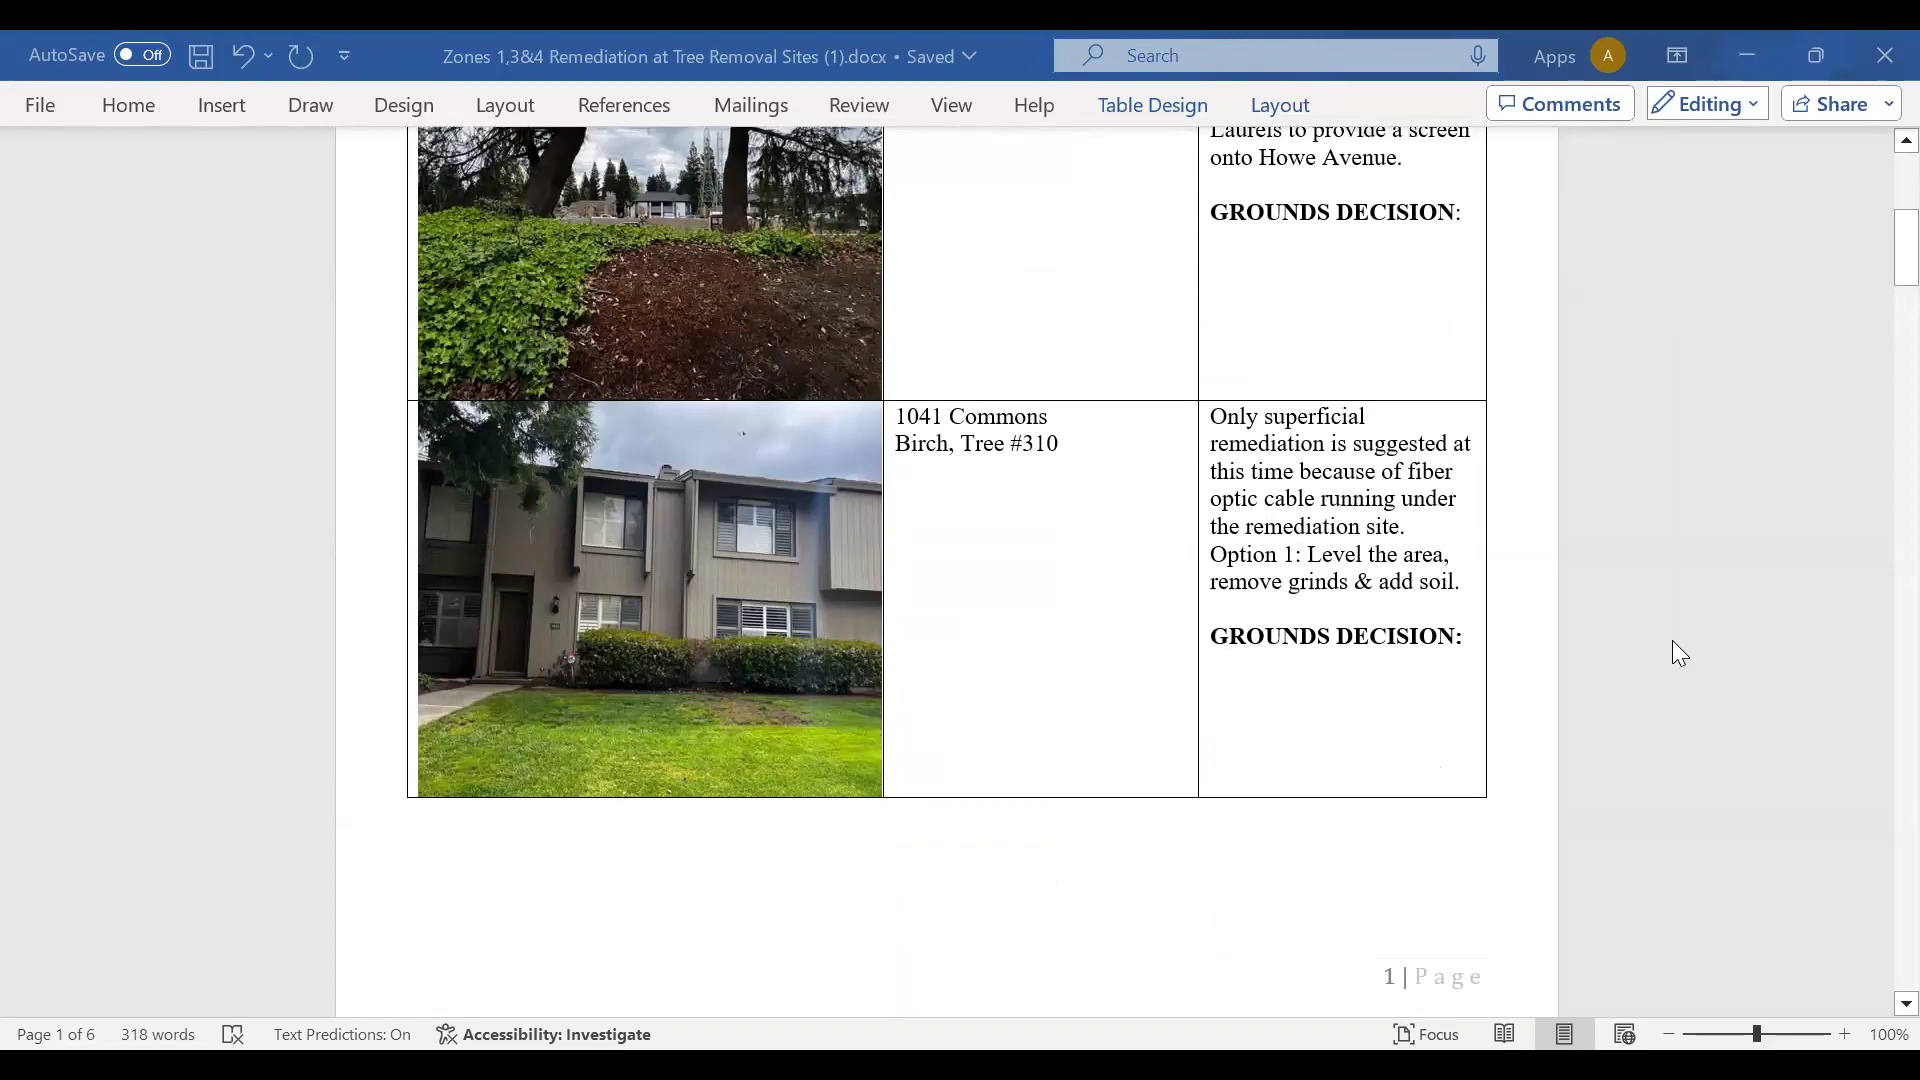 AutoSave Off Zones 1,3&4 Remediation at Tree Removal Sites (1).docx • Saved Search Apps A
File Home Insert Draw Design Layout References Mailings Review View Help Table Design Layout Comments Editing Share
Laurels to provide a screen
onto Howe Avenue.
GROUNDS DECISION:
1041 Commons
Birch, Tree #310
Only superficial
remediation is suggested at
this time because of fiber
optic cable running under
the remediation site.
Option 1: Level the area,
remove grinds & add soil.
GROUNDS DECISION:
1 | Page
Page 1 of 6 318 words Text Predictions: On Accessibility: Investigate Focus 100%